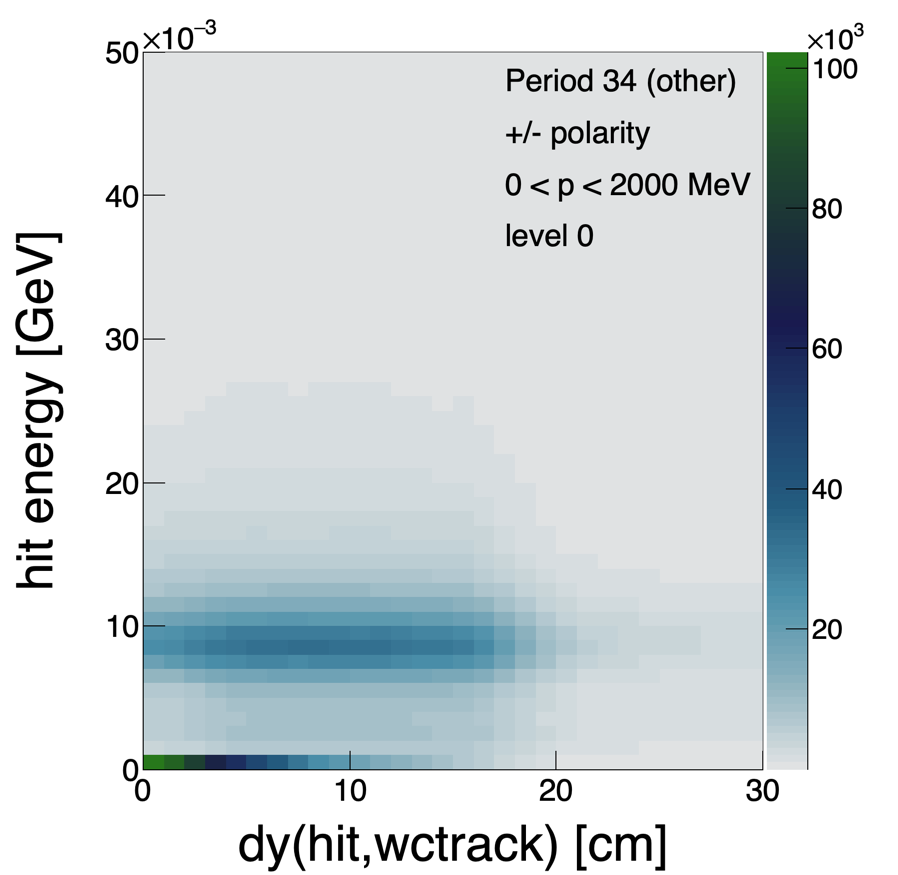 ×10⁻³
×10³
50
40
30
20
10
0
hit energy [GeV]
Period 34 (other)
+/- polarity
0 < p < 2000 MeV
level 0
100
80
60
40
20
0
10
20
30
dy(hit,wctrack) [cm]